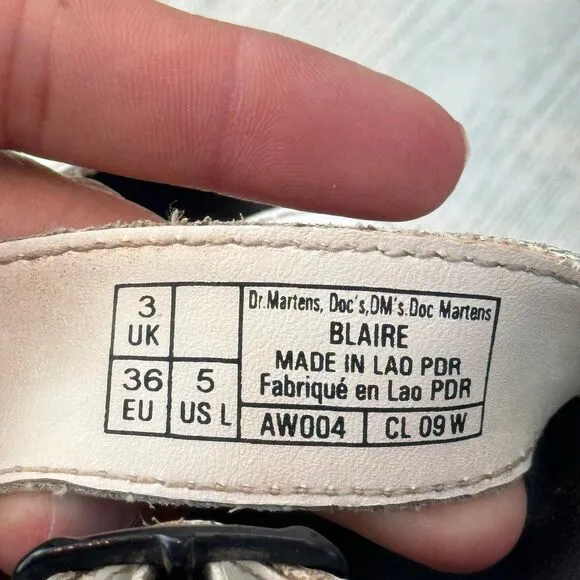 3
UK
36
EU
5
US L
Dr.Martens, Doc's,DM's.Doc Martens
BLAIRE
MADE IN LAO PDR
Fabriqué en Lao PDR
AW004
CL 09 W